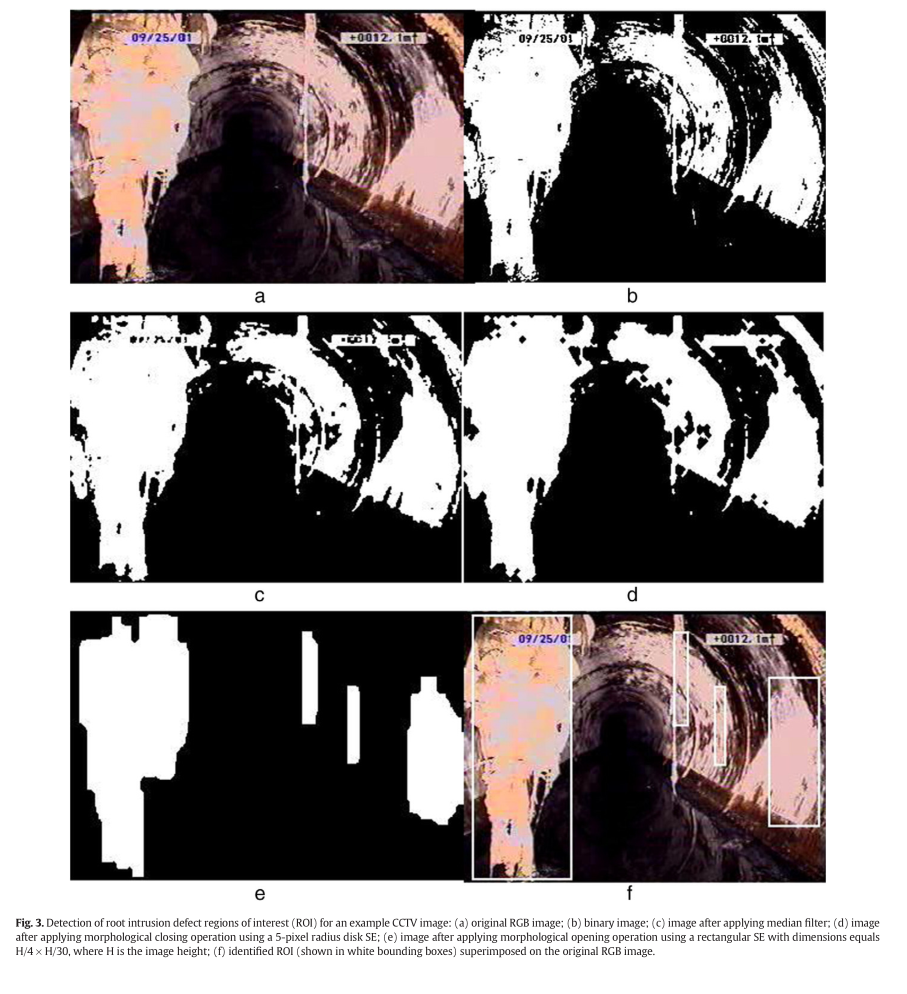 09/25/01 +0012.1mt
09/25/01 +0012.1mt
a b
c d
09/25/01 +0012.1mt
e f
Fig. 3. Detection of root intrusion defect regions of interest (ROI) for an example CCTV image: (a) original RGB image; (b) binary image; (c) image after applying median filter; (d) image
after applying morphological closing operation using a 5-pixel radius disk SE; (e) image after applying morphological opening operation using a rectangular SE with dimensions equals
H/4 × H/30, where H is the image height; (f) identified ROI (shown in white bounding boxes) superimposed on the original RGB image.